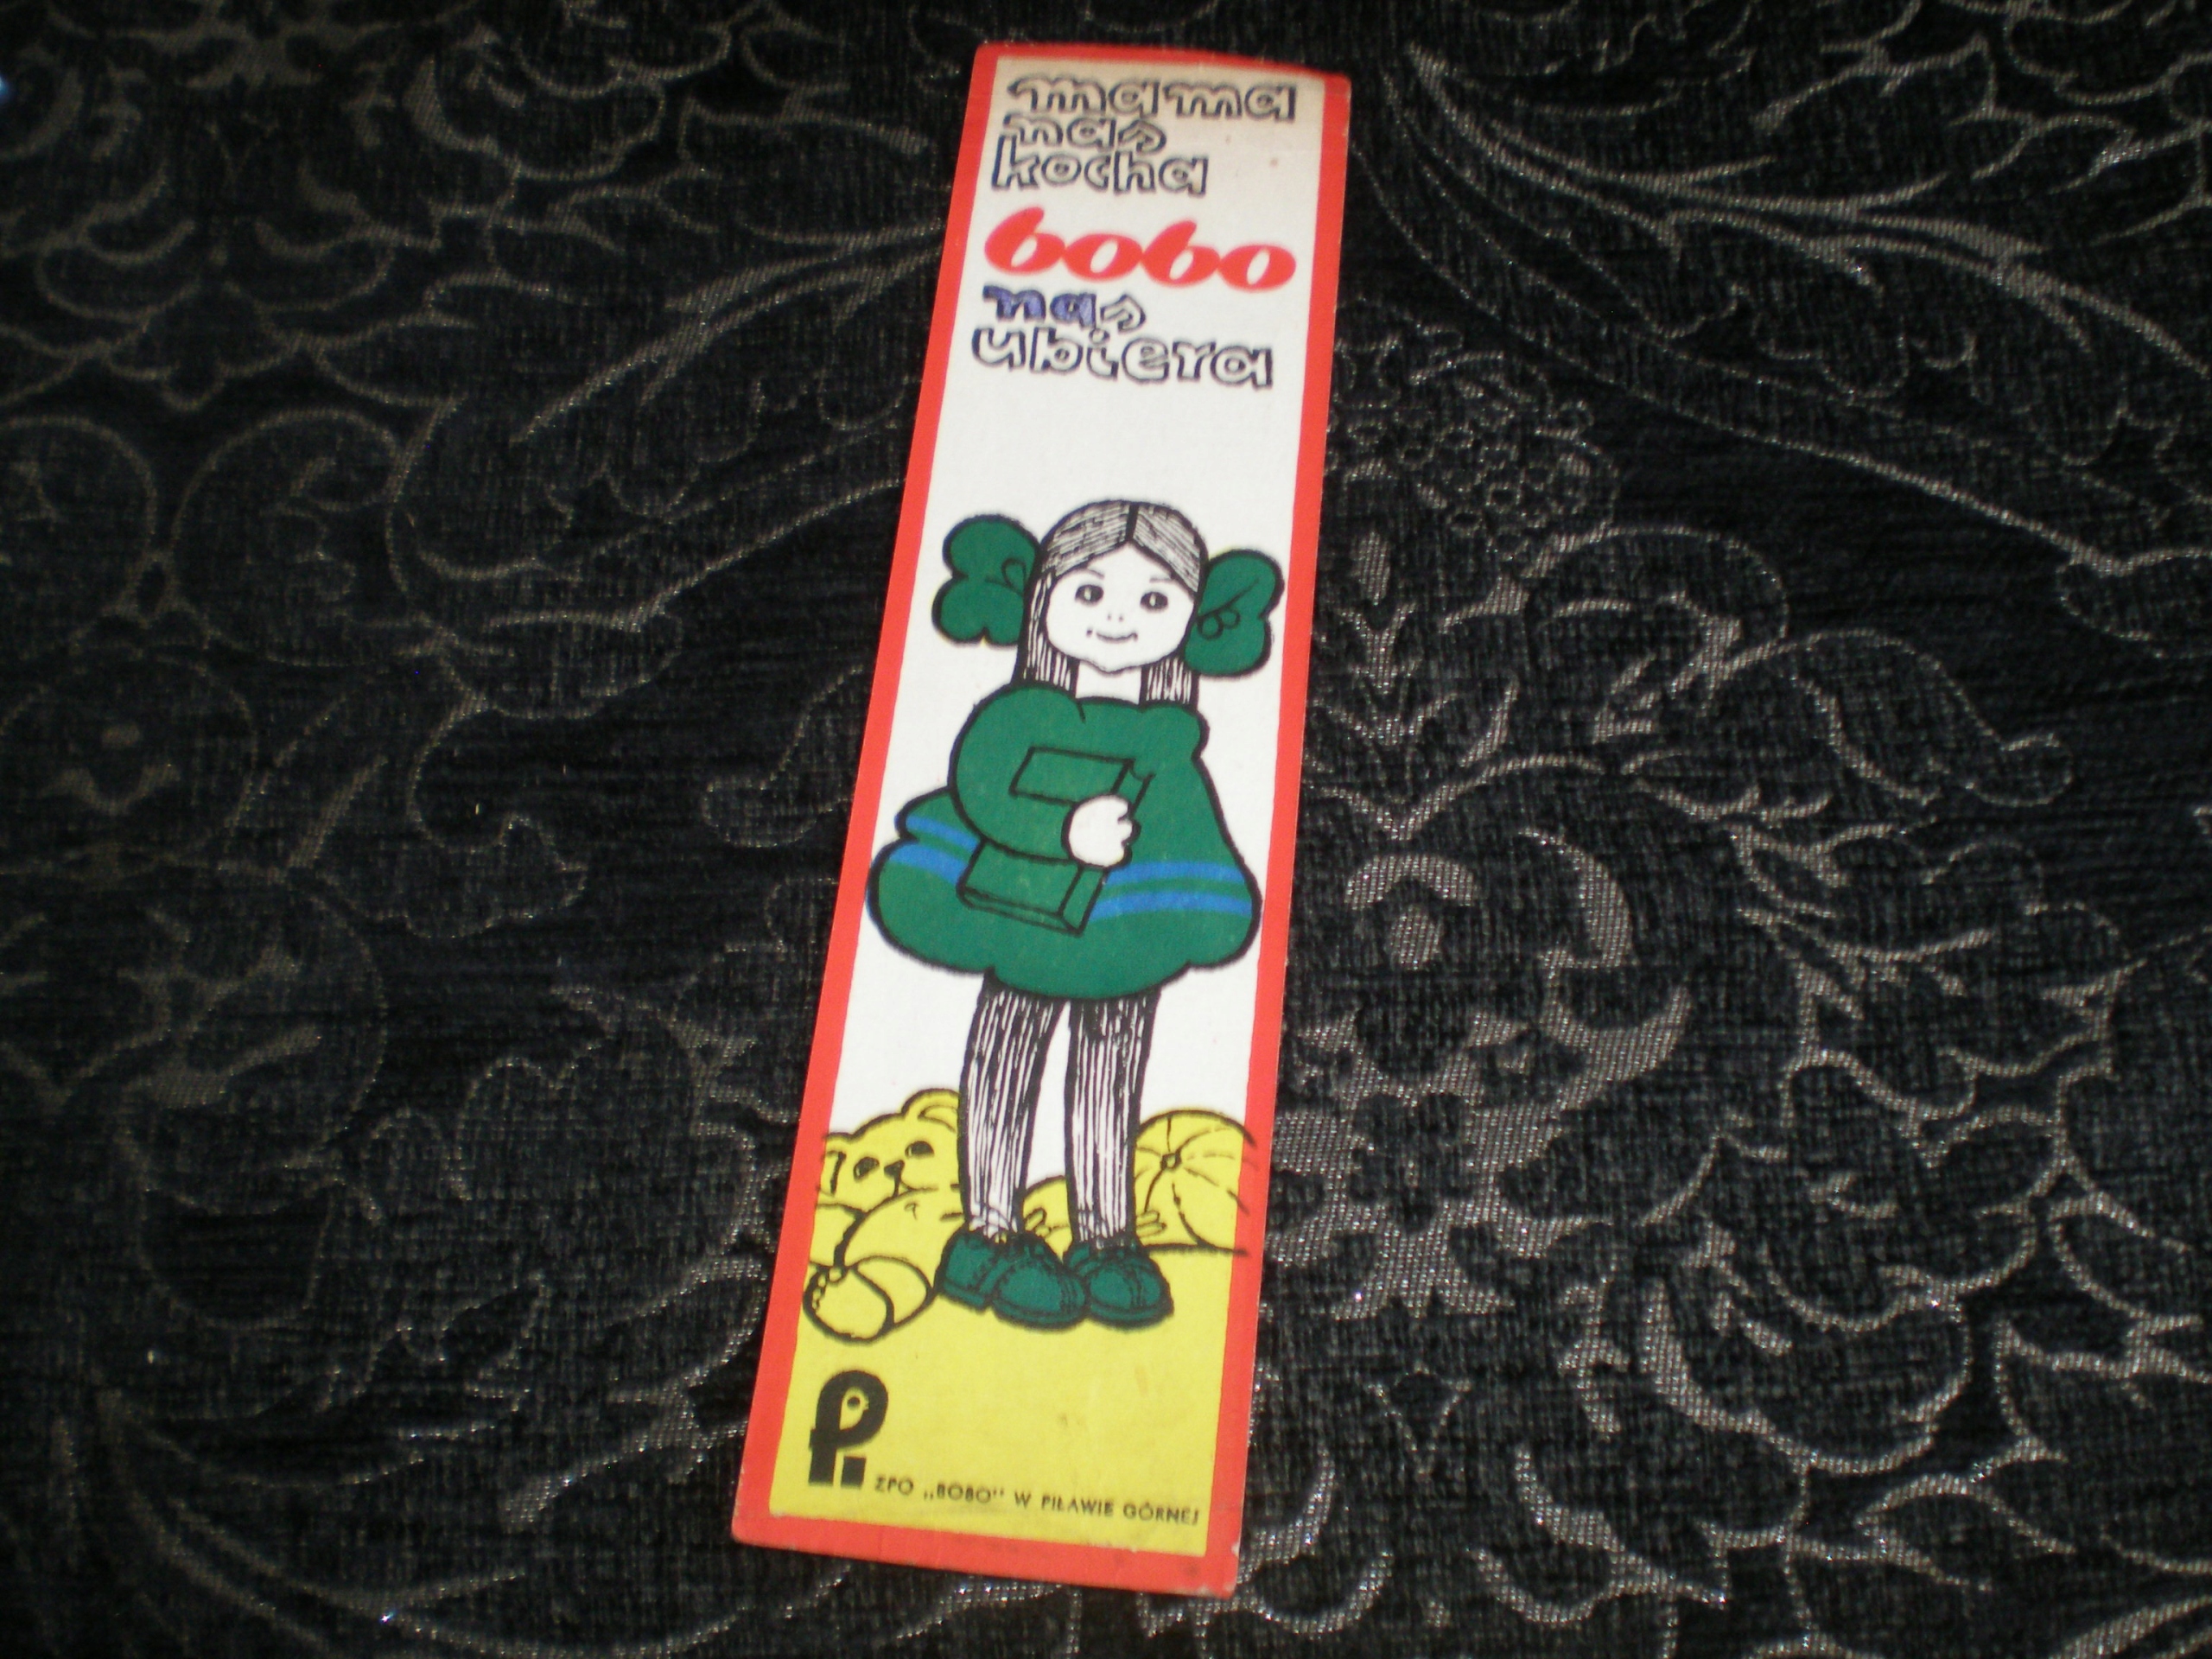 mama
nas
kocha
bobo
nas
ubiera
ZPO „BOBO" W PIŁAWIE GÓRNEJ